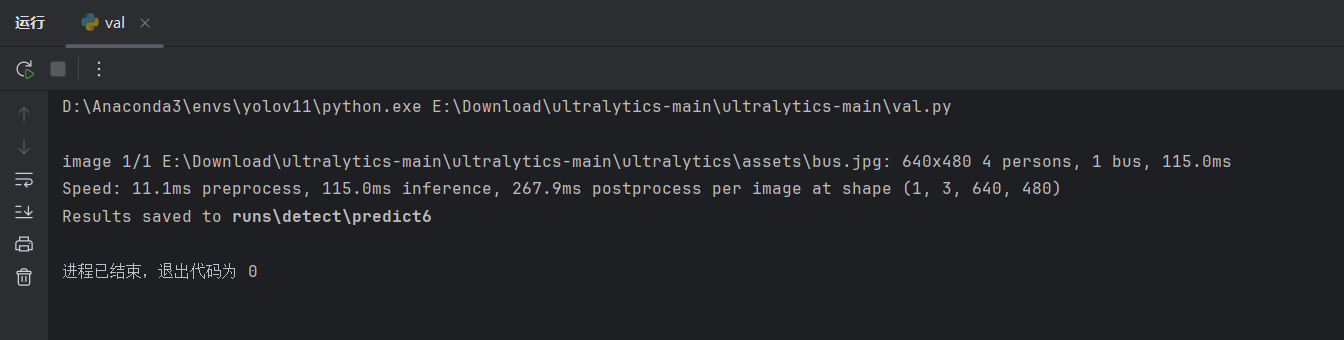 运行 val
D:\Anaconda3\envs\yolov11\python.exe E:\Download\ultralytics-main\ultralytics-main\val.py
image 1/1 E:\Download\ultralytics-main\ultralytics-main\ultralytics\assets\bus.jpg: 640x480 4 persons, 1 bus, 115.0ms
Speed: 11.1ms preprocess, 115.0ms inference, 267.9ms postprocess per image at shape (1, 3, 640, 480)
Results saved to runs\detect\predict6
进程已结束，退出代码为 0